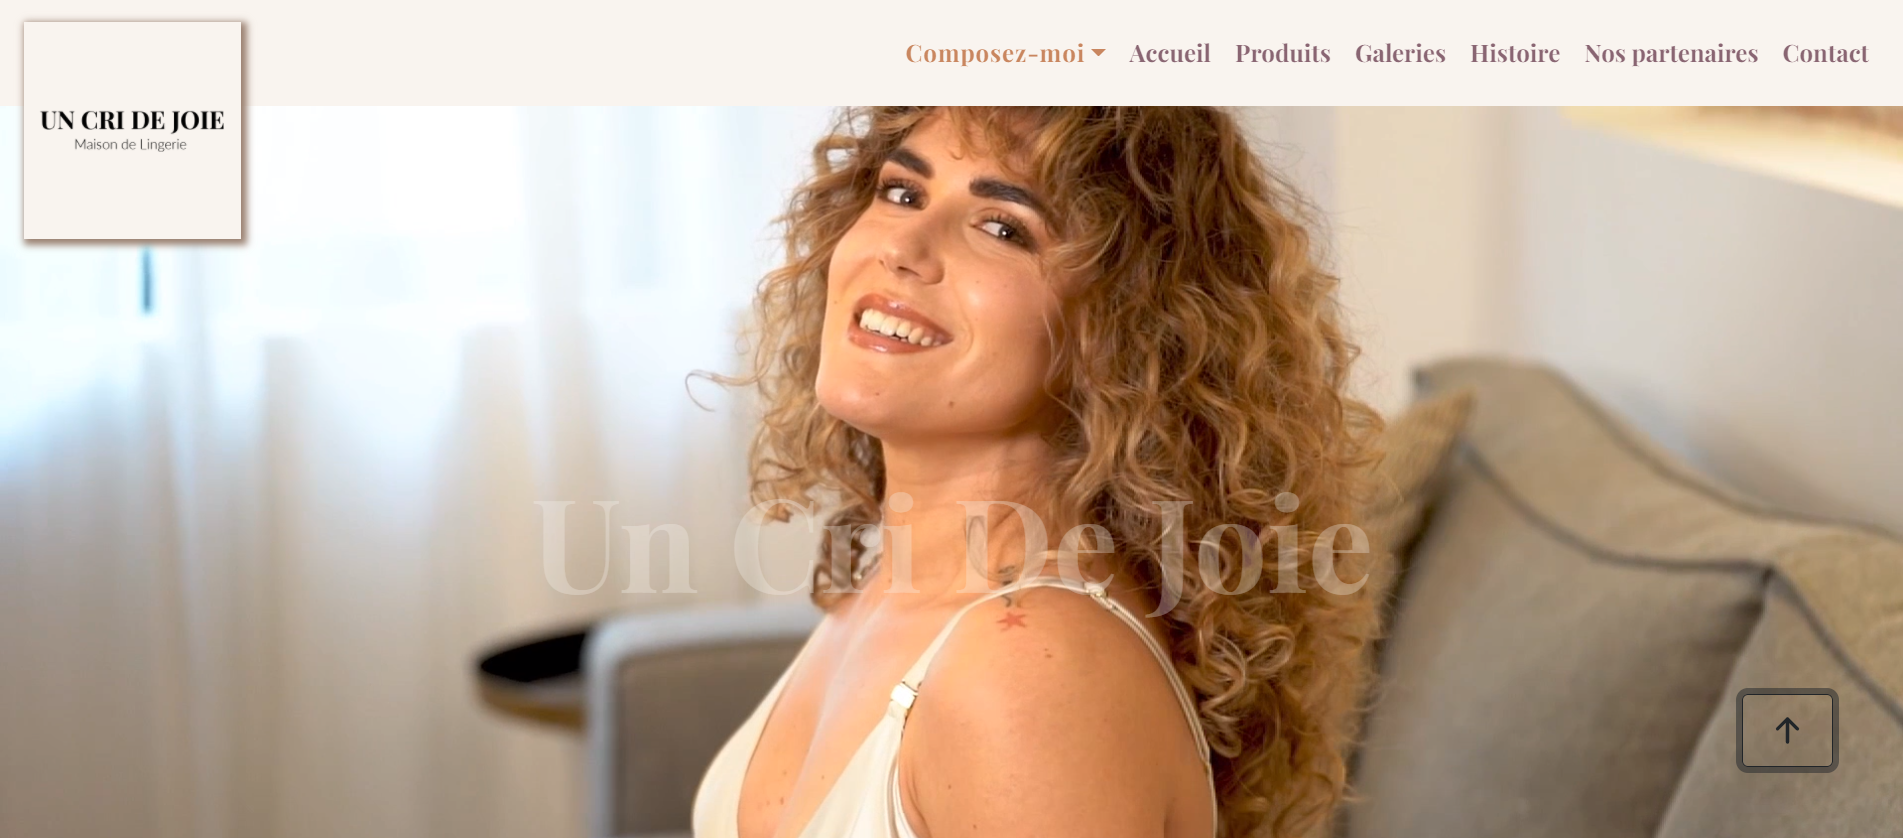 UN CRI DE JOIE
Maison de Lingerie
Composez-moi Accueil Produits Galeries Histoire Nos partenaires Contact
Un Cri De Joie